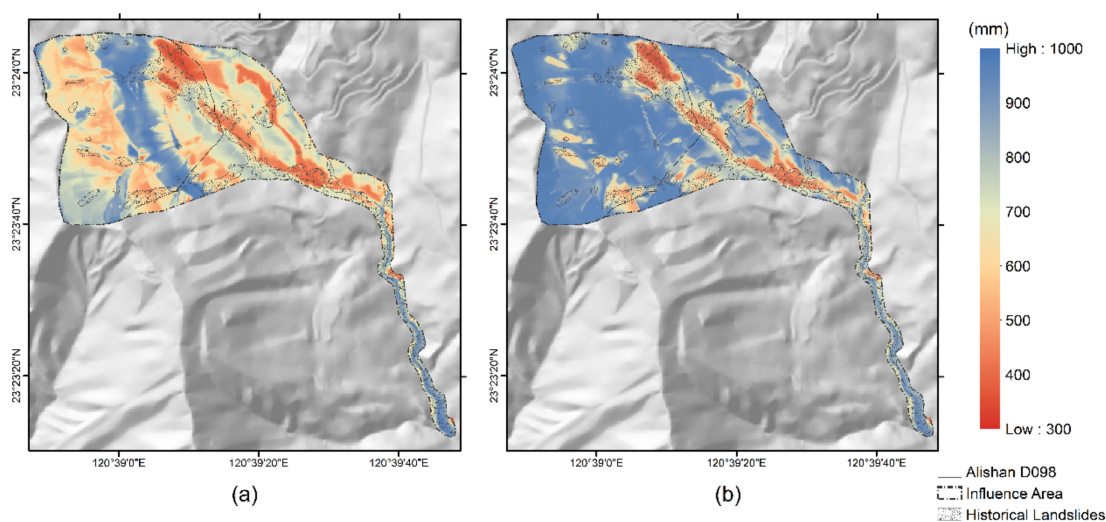 (mm)
High : 1000
900
800
700
600
500
400
Low : 300
23°24'0"N
23°23'40"N
23°23'20"N
120°39'0"E 120°39'20"E 120°39'40"E
120°39'0"E 120°39'20"E 120°39'40"E
(a) (b)
Alishan D098
Influence Area
Historical Landslides
23°24'0"N
23°23'40"N
23°23'20"N